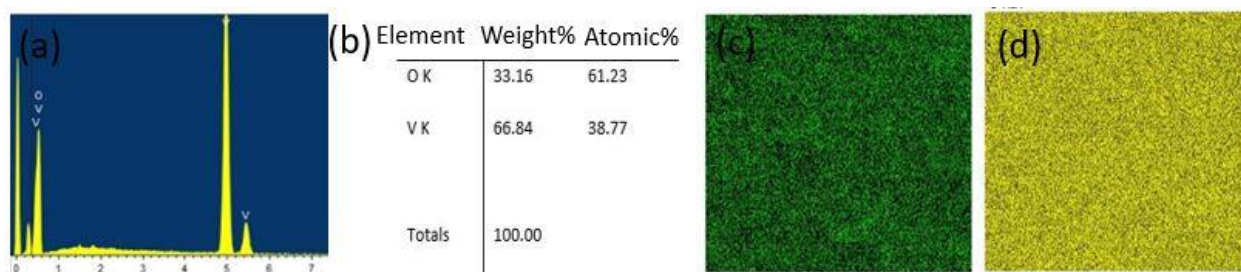 (a)
O
V
V
V
V
0 1 2 3 4 5 6 7
(b) Element Weight% Atomic%
O K 33.16 61.23
V K 66.84 38.77
Totals 100.00
(c)
(d)